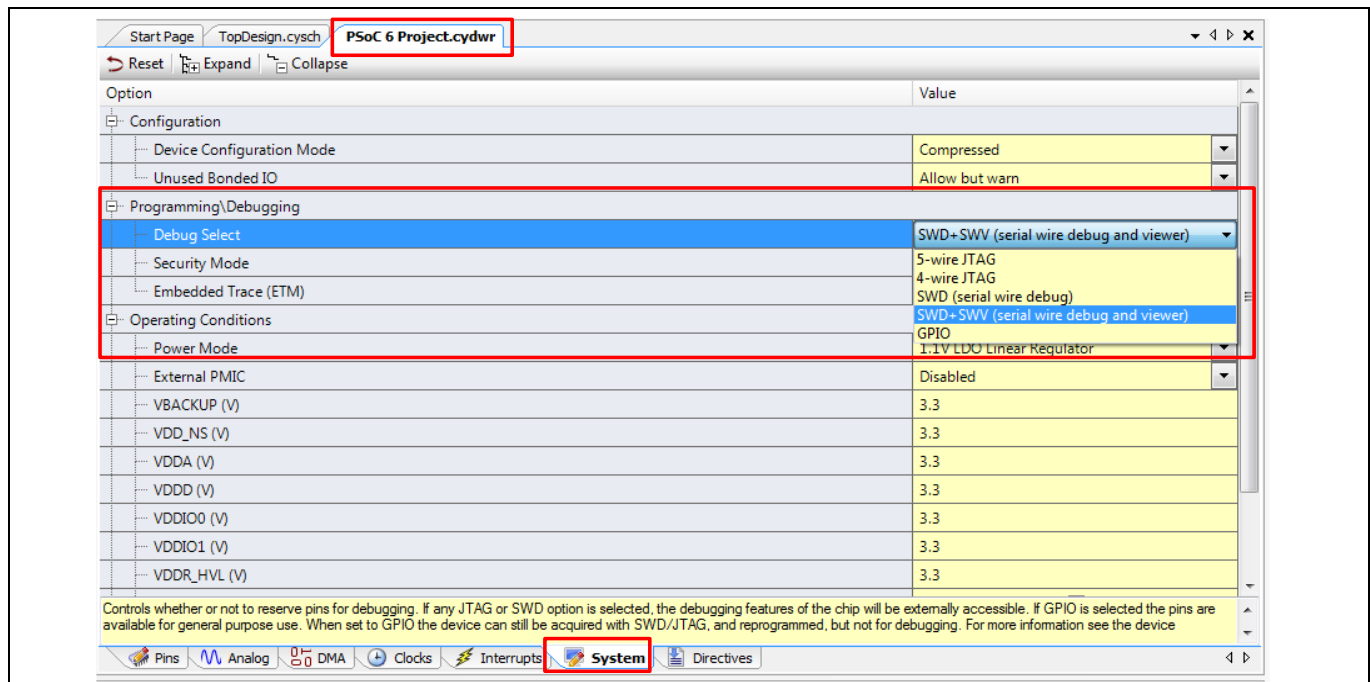 Start Page TopDesign.cysch PSoC 6 Project.cydwr
Reset Expand Collapse
Option Value
Configuration
Device Configuration Mode Compressed
Unused Bonded IO Allow but warn
Programming\Debugging
Debug Select SWD+SWV (serial wire debug and viewer)
Security Mode 5-wire JTAG
4-wire JTAG
Embedded Trace (ETM) SWD (serial wire debug)
Operating Conditions SWD+SWV (serial wire debug and viewer)
GPIO
Power Mode 1.1V LDO Linear Regulator
External PMIC Disabled
VBACKUP (V) 3.3
VDD_NS (V) 3.3
VDDA (V) 3.3
VDDD (V) 3.3
VDDIO0 (V) 3.3
VDDIO1 (V) 3.3
VDDR_HVL (V) 3.3
Controls whether or not to reserve pins for debugging. If any JTAG or SWD option is selected, the debugging features of the chip will be externally accessible. If GPIO is selected the pins are
available for general purpose use. When set to GPIO the device can still be acquired with SWD/JTAG, and reprogrammed, but not for debugging. For more information see the device
Pins Analog DMA Clocks Interrupts System Directives